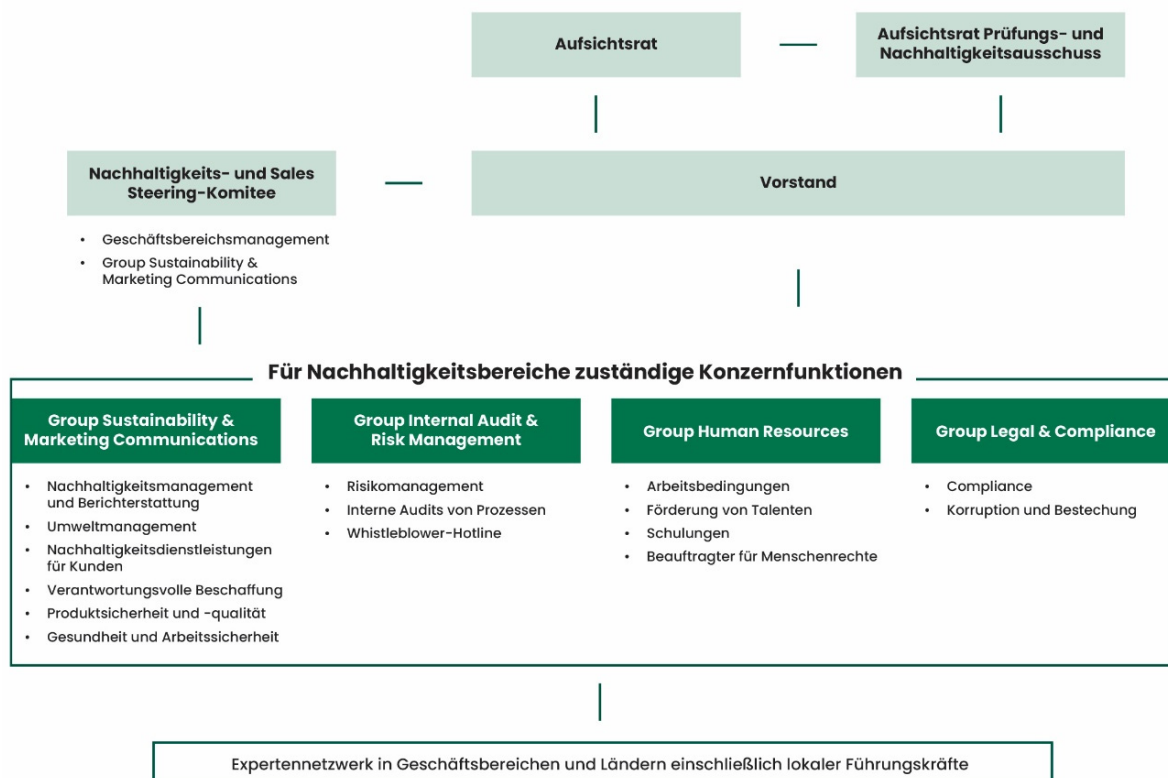 Aufsichtsrat
Aufsichtsrat Prüfungs- und
Nachhaltigkeitsausschuss
Nachhaltigkeits- und Sales
Steering-Komitee
Vorstand
• Geschäftsbereichsmanagement
• Group Sustainability &
Marketing Communications
Für Nachhaltigkeitsbereiche zuständige Konzernfunktionen
Group Sustainability &
Marketing Communications
• Nachhaltigkeitsmanagement
und Berichterstattung
• Umweltmanagement
• Nachhaltigkeitsdienstleistungen
für Kunden
• Verantwortungsvolle Beschaffung
• Produktsicherheit und -qualität
• Gesundheit und Arbeitssicherheit
Group Internal Audit &
Risk Management
• Risikomanagement
• Interne Audits von Prozessen
• Whistleblower-Hotline
Group Human Resources
• Arbeitsbedingungen
• Förderung von Talenten
• Schulungen
• Beauftragter für Menschenrechte
Group Legal & Compliance
• Compliance
• Korruption und Bestechung
Expertennetzwerk in Geschäftsbereichen und Ländern einschließlich lokaler Führungskräfte